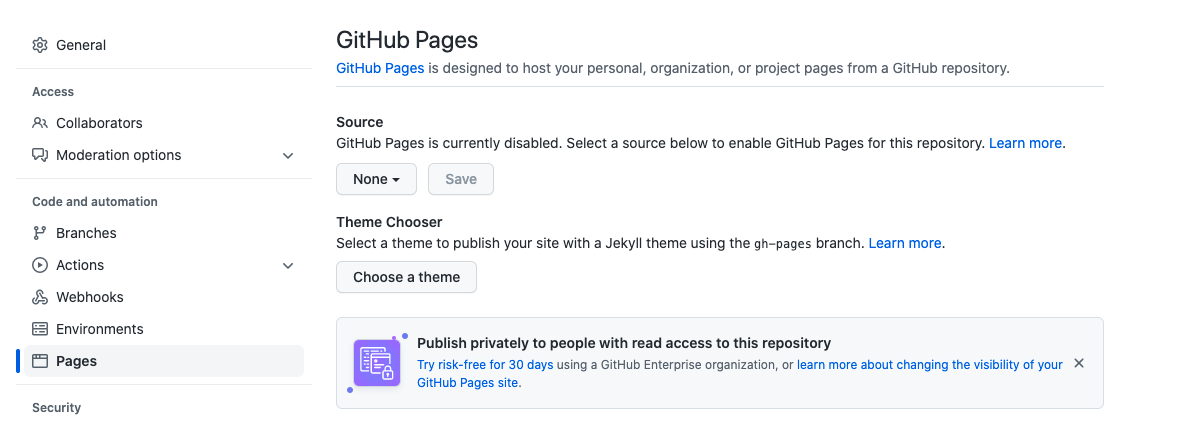 General
Access
Collaborators
Moderation options
Code and automation
Branches
Actions
Webhooks
Environments
Pages
Security
GitHub Pages
GitHub Pages is designed to host your personal, organization, or project pages from a GitHub repository.
Source
GitHub Pages is currently disabled. Select a source below to enable GitHub Pages for this repository. Learn more.
None
Save
Theme Chooser
Select a theme to publish your site with a Jekyll theme using the gh-pages branch. Learn more.
Choose a theme
Publish privately to people with read access to this repository
Try risk-free for 30 days using a GitHub Enterprise organization, or learn more about changing the visibility of your
GitHub Pages site.